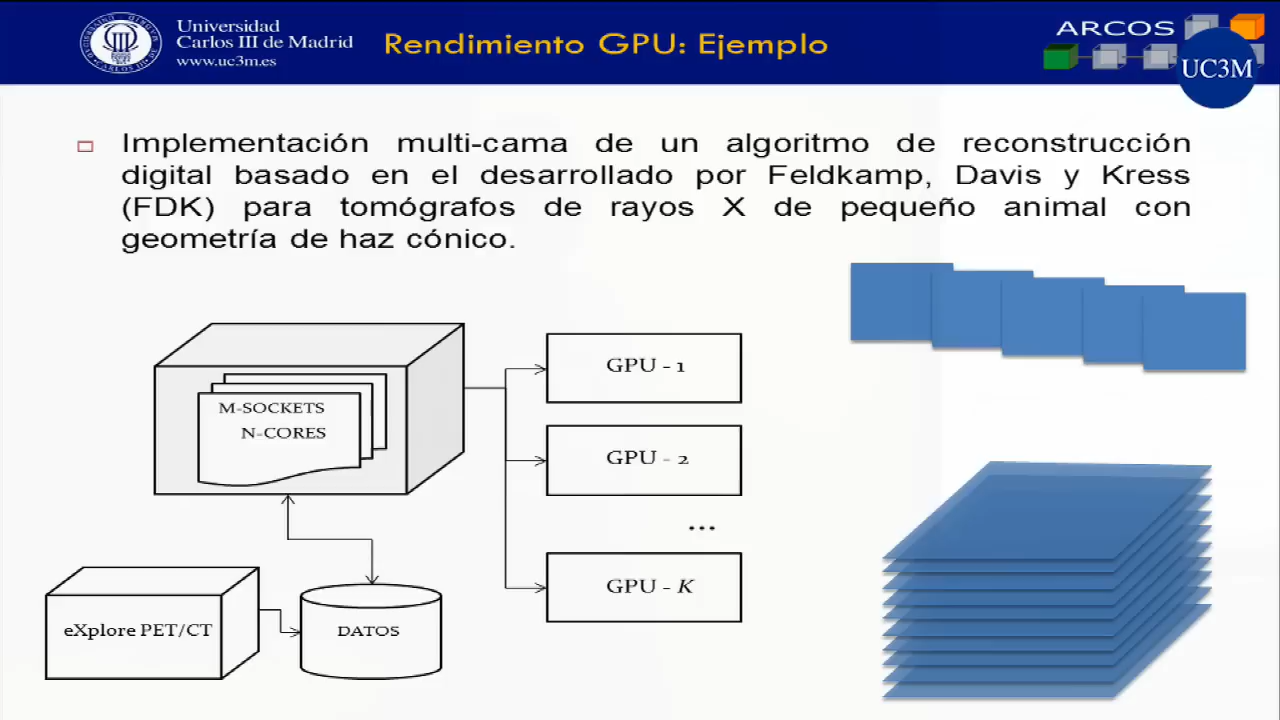 Universidad
Carlos III de Madrid
www.uc3m.es
Rendimiento GPU: Ejemplo
ARCOS
UC3M
Implementación multi-cama de un algoritmo de reconstrucción
digital basado en el desarrollado por Feldkamp, Davis y Kress
(FDK) para tomógrafos de rayos X de pequeño animal con
geometría de haz cónico.
M-SOCKETS
N-CORES
GPU - 1
GPU - 2
...
GPU - K
eXplore PET/CT
DATOS